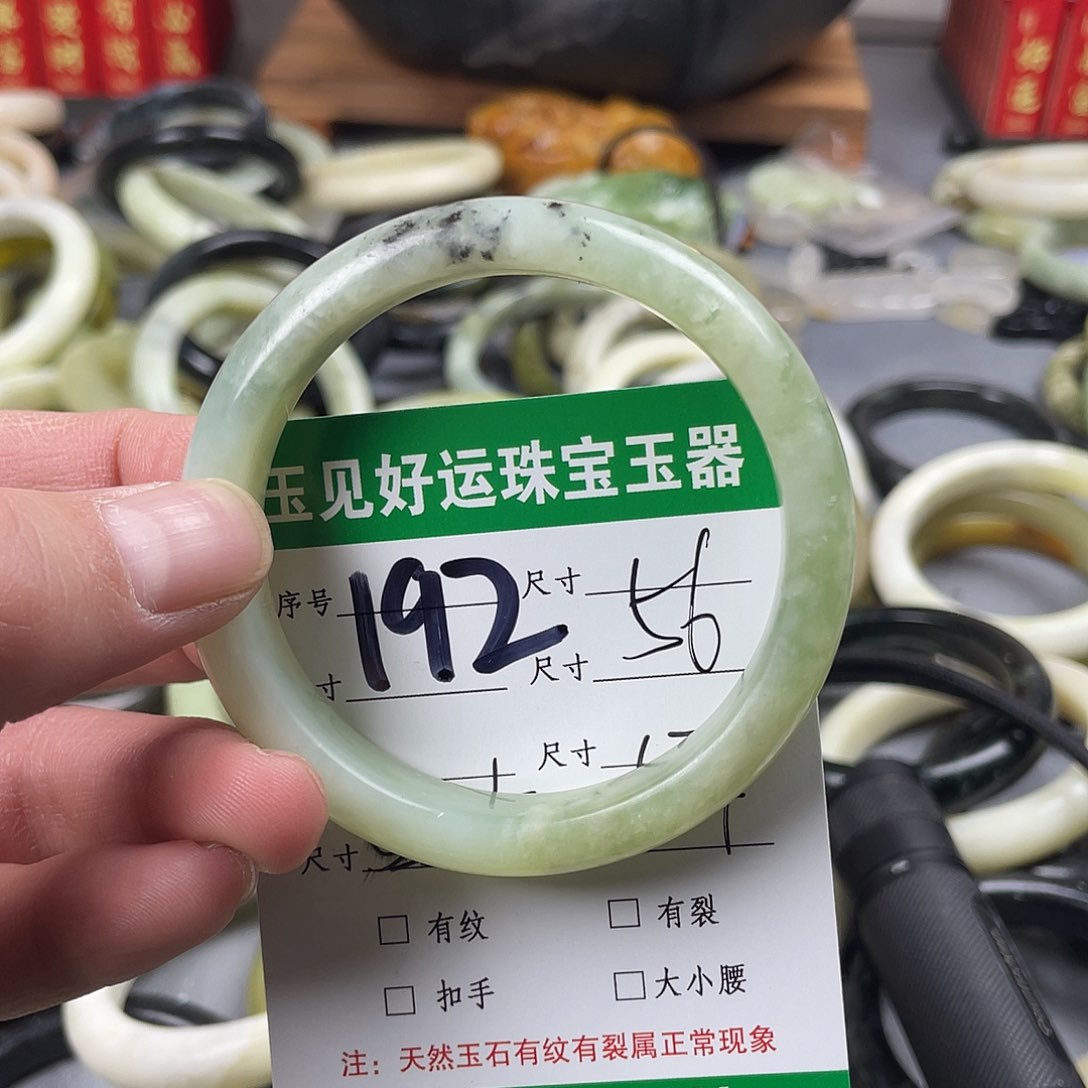 玉见好运珠宝玉器
序号 192 尺寸 56
寸 尺寸
尺寸
尺寸
□ 有纹 □ 有裂
□ 扣手 □ 大小腰
注：天然玉石有纹有裂属正常现象